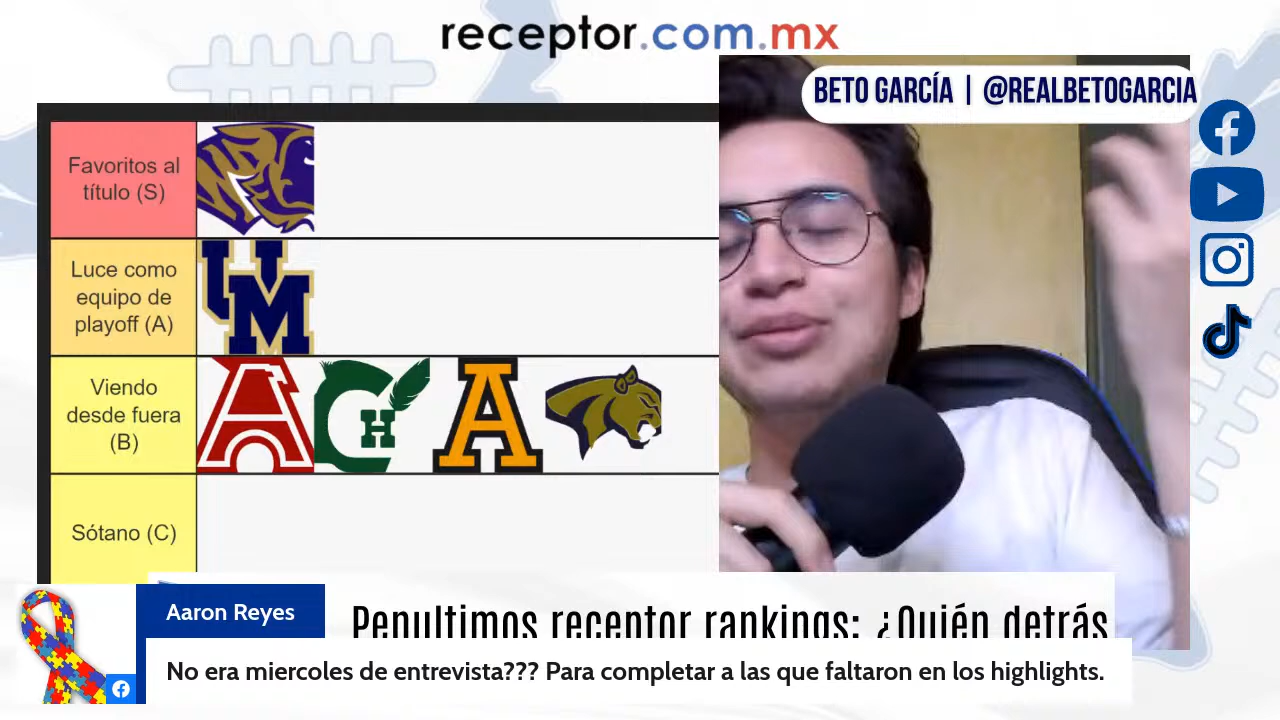 receptor.com.mx
BETO GARCÍA | @REALBETOGARCIA
Favoritos al
título (S)
Luce como
equipo de
playoff (A)
UM
Viendo
desde fuera
(B)
A
CH
A
Sótano (C)
Aaron Reyes
Penultimos receptor rankings: ¿Quién detrás
No era miercoles de entrevista??? Para completar a las que faltaron en los highlights.